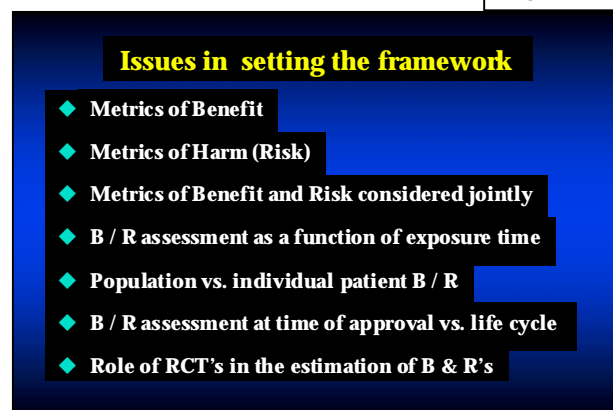 Issues in setting the framework
◆ Metrics of Benefit
◆ Metrics of Harm (Risk)
◆ Metrics of Benefit and Risk considered jointly
◆ B / R assessment as a function of exposure time
◆ Population vs. individual patient B / R
◆ B / R assessment at time of approval vs. life cycle
◆ Role of RCT's in the estimation of B & R's